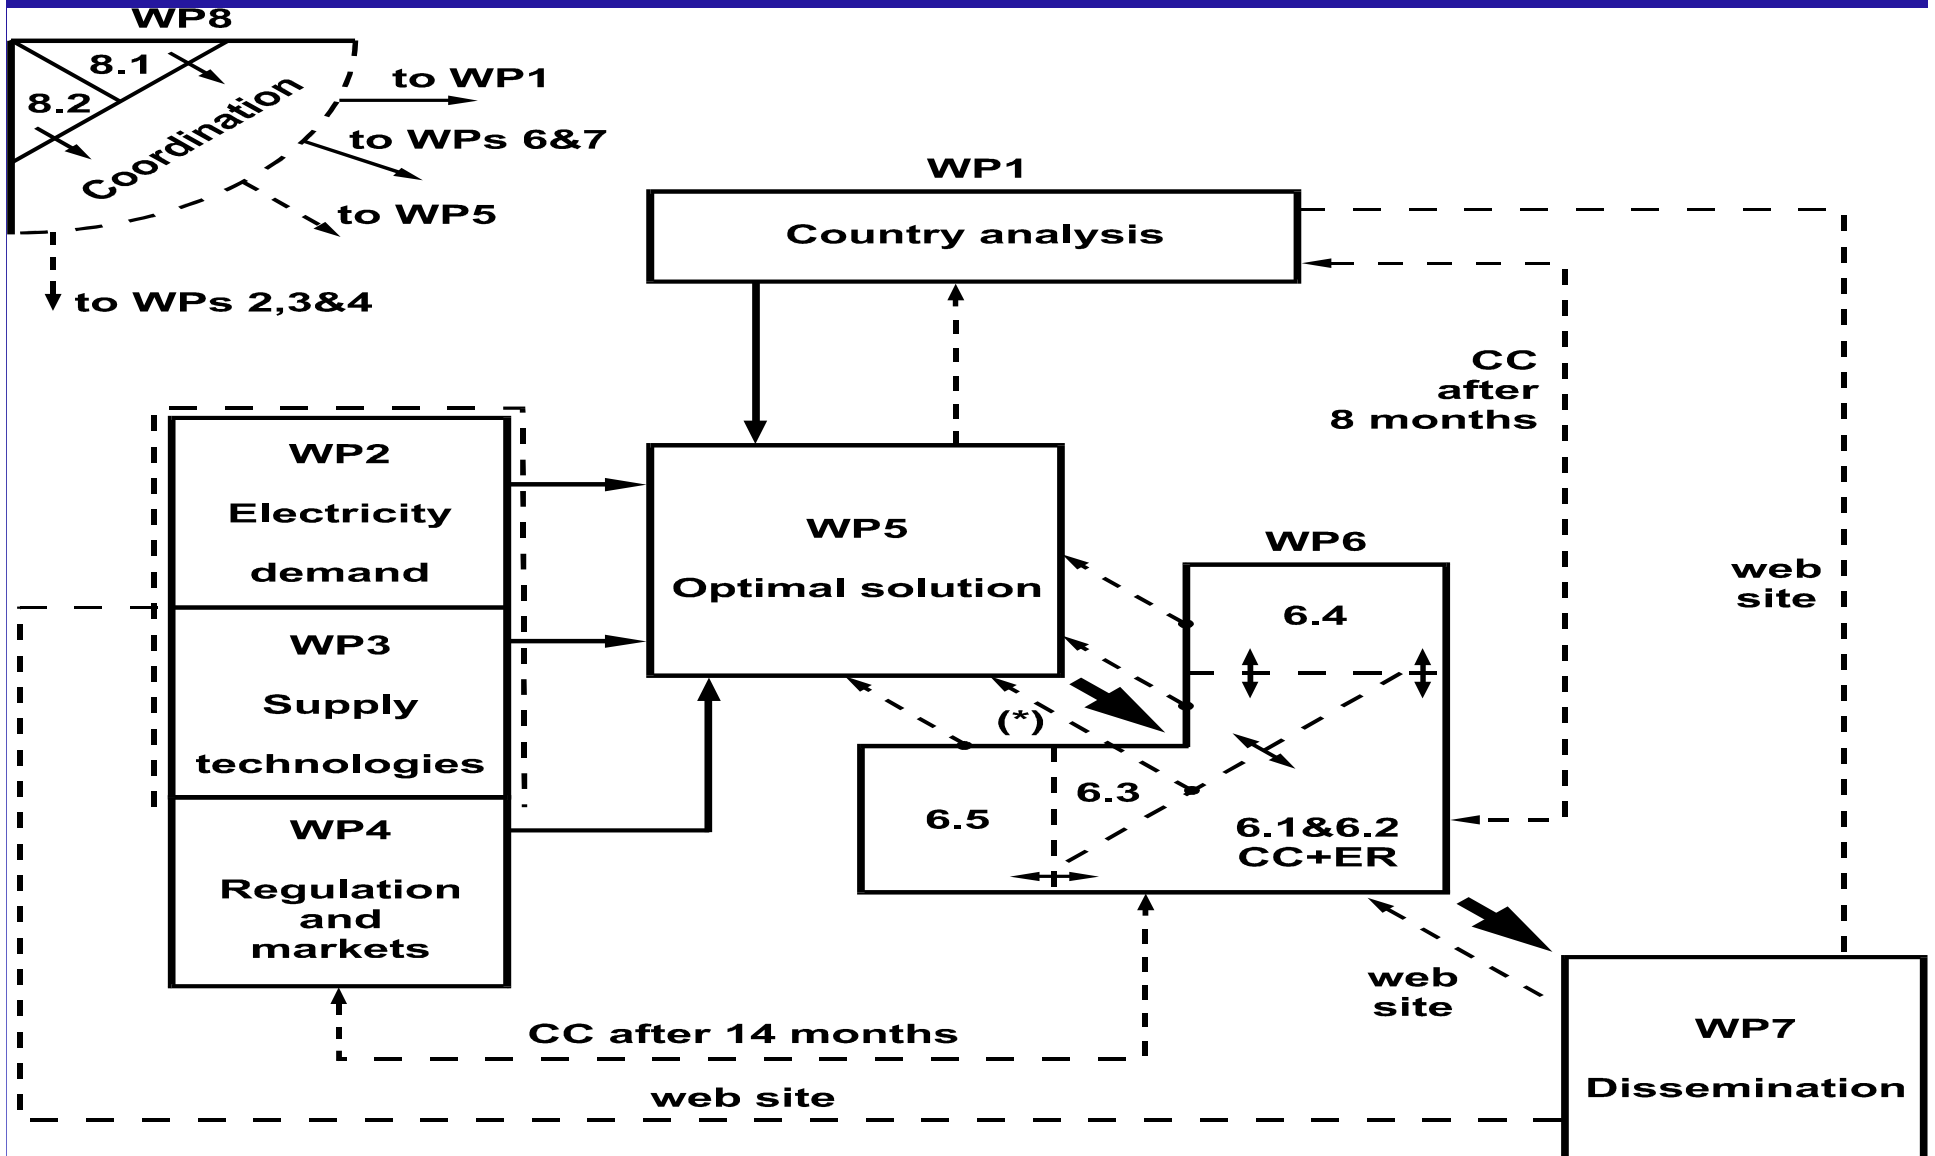 WP8
8.1
8.2
Coordination
to WP1
to WPs 6&7
to WP5
to WPs 2,3&4
WP1
Country analysis
CC
after
8 months
web
site
WP2
Electricity
demand
WP3
Supply
technologies
WP4
Regulation
and
markets
WP5
Optimal solution
WP6
6.4
(*)
6.3
6.5
6.1&6.2
CC+ER
web
site
CC after 14 months
web site
WP7
Dissemination